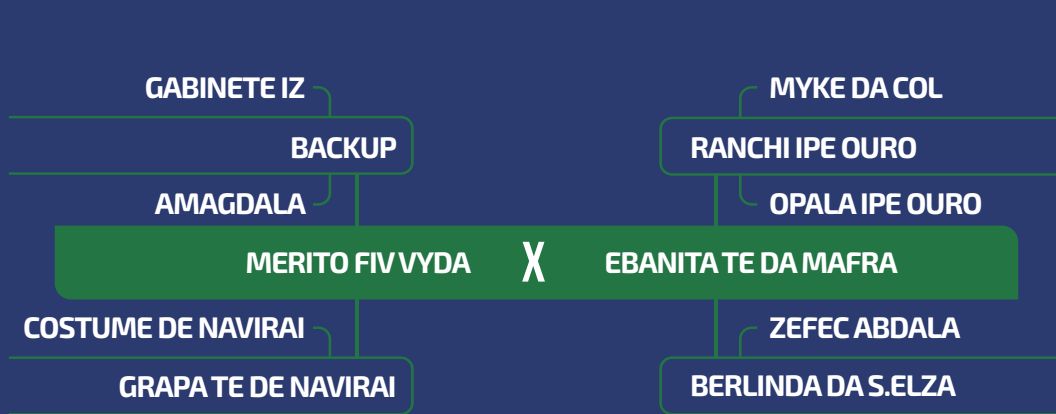 GABINETE IZ
BACKUP
AMAGDALA
MYKE DA COL
RANCHI IPE OURO
OPALA IPE OURO
MERITO FIV VYDA X EBANITA TE DA MAFRA
COSTUME DE NAVIRAI
GRAPA TE DE NAVIRAI
ZEFEC ABDALA
BERLINDA DA S.ELZA